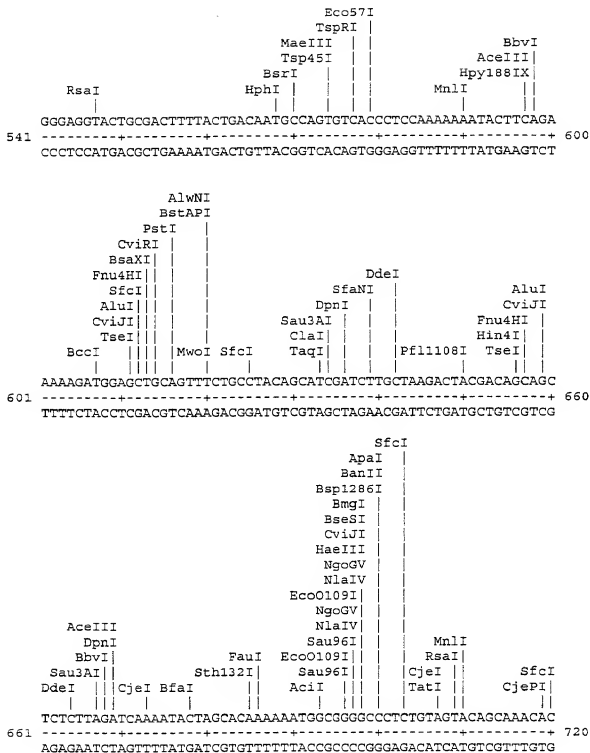 Eco57I
TspRI
MaeIII BbvI
Tsp45I AceIII
BsrI Hpy188IX
RsaI HphI MnlI
GGGAGGTACTGCGACTTTTACTGACAATGCCAGTGTCACCCTCCAAAAAAATACTTCAGA
541 ---------+---------+---------+---------+---------+--------- 600
CCCTCCATGACGCTGAAAATGACTGTTACGGTCACAGTGGGAGGTTTTTTTATGAAGTCT
AlwNI
BstAPI
PstI
CviRI
BsaXI DdeI
Fnu4HI SfaNI AluI
SfcI DpnI CviJI
AluI Sau3AI Fnu4HI
CviJI ClaI Hin4I
TseI TaqI TseI
BccI MwoI SfcI Pfl1108I
AAAAGATGGAGCTGCAGTTTCTGCCTACAGCATCGATCTTGCTAAGACTACGACAGCAGC
601 ---------+---------+---------+---------+---------+--------- 660
TTTTCTACCTCGACGTCAAAGACGGATGTCGTAGCTAGAACGATTCTGATGCTGTCGTCG
SfcI
ApaI
BanII
Bsp1286I
BmgI
BseSI
CviJI
HaeIII
NgoGV
NlaIV
EcoO109I
NgoGV
AceIII NlaIV
DpnI Sau96I MnlI
BbvI FauI EcoO109I RsaI
Sau3AI Sth132I Sau96I CjeI SfcI
DdeI CjeI BfaI AciI TatI CjePI
TCTCTTAGATCAAAATACTAGCACAAAAAATGGCGGGGCCCTCTGTAGTACAGCAAACAC
661 ---------+---------+---------+---------+---------+--------- 720
AGAGAATCTAGTTTTATGATCGTGTTTTTTACCGCCCCGGGAGACATCATGTCGTTTGTG